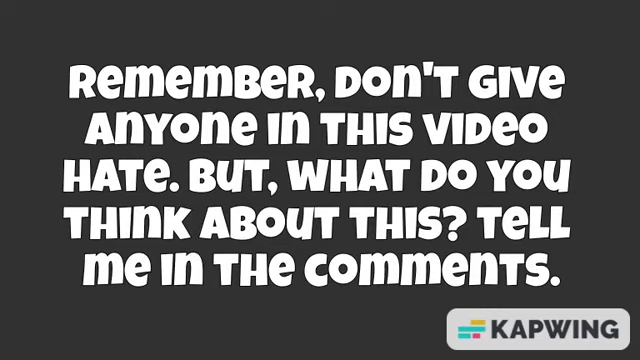 Remember, don't give
anyone in this video
hate. But, what do you
think about this? Tell
me in the comments.
KAPWING